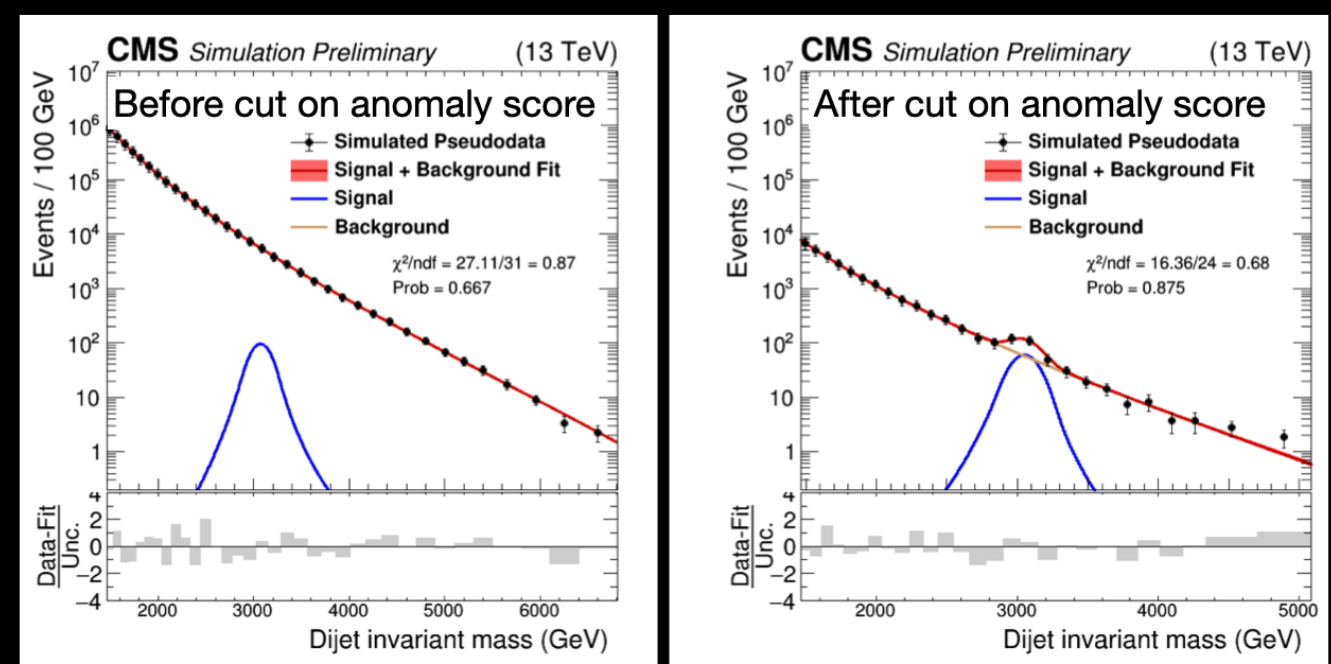 CMS Simulation Preliminary (13 TeV)
Before cut on anomaly score
Simulated Pseudodata
Signal + Background Fit
Signal
Background
χ²/ndf = 27.11/31 = 0.87
Prob = 0.667
Events / 100 GeV
10⁷
10⁶
10⁵
10⁴
10³
10²
10
1
Data-Fit
Unc.
4
2
0
−2
−4
2000 3000 4000 5000 6000
Dijet invariant mass (GeV)
CMS Simulation Preliminary (13 TeV)
After cut on anomaly score
Simulated Pseudodata
Signal + Background Fit
Signal
Background
χ²/ndf = 16.36/24 = 0.68
Prob = 0.875
Events / 100 GeV
10⁷
10⁶
10⁵
10⁴
10³
10²
10
1
Data-Fit
Unc.
4
2
0
−2
−4
2000 3000 4000 5000
Dijet invariant mass (GeV)